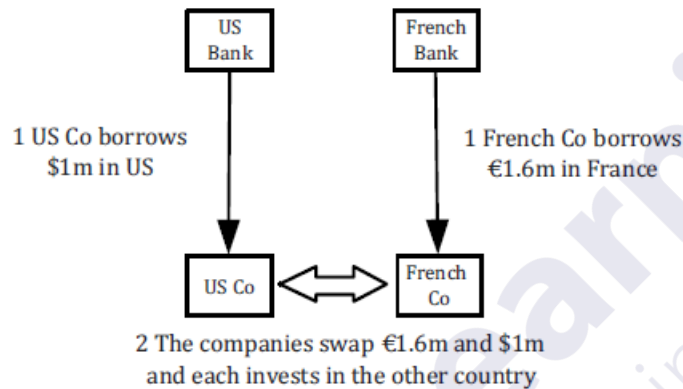 US
Bank
French
Bank
1 US Co borrows
$1m in US
1 French Co borrows
€1.6m in France
US Co
French
Co
2 The companies swap €1.6m and $1m
and each invests in the other country